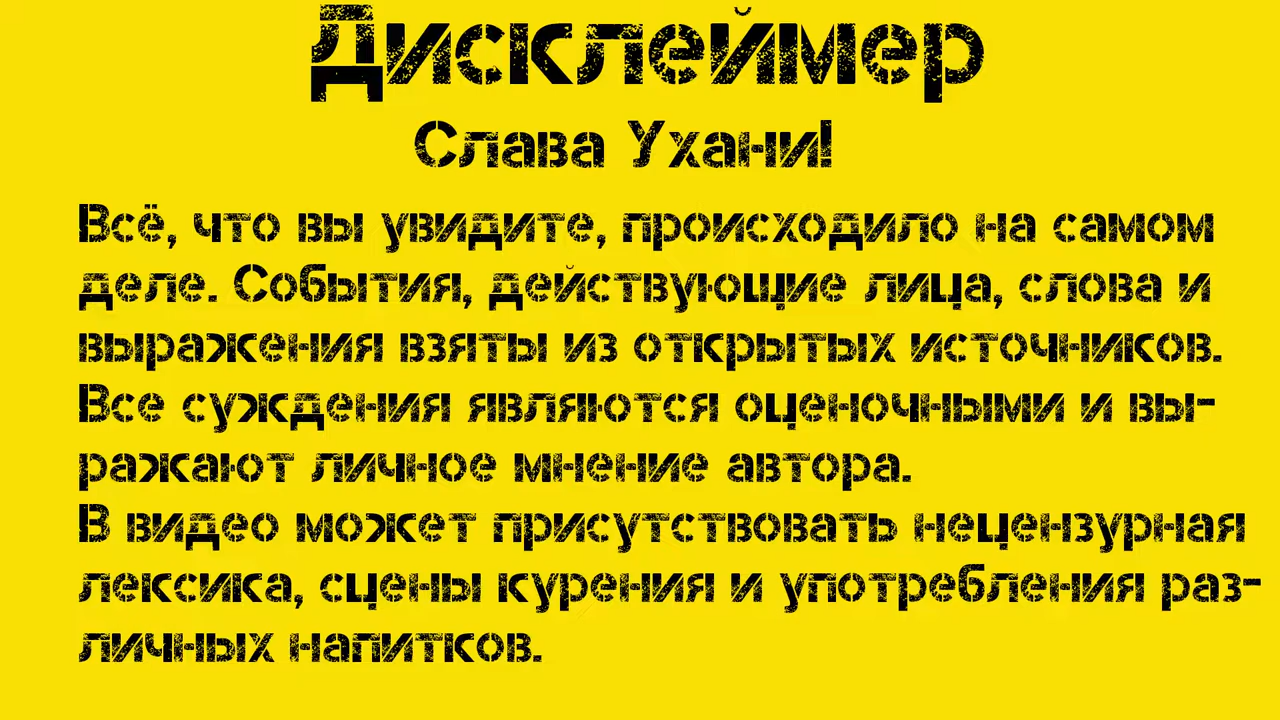 Дисклеймер
Слава Ухани!
Всё, что вы увидите, происходило на самом
деле. События, действующие лица, слова и
выражения взяты из открытых источников.
Все суждения являются оценочными и вы-
ражают личное мнение автора.
В видео может присутствовать нецензурная
лексика, сцены курения и употребления раз-
личных напитков.